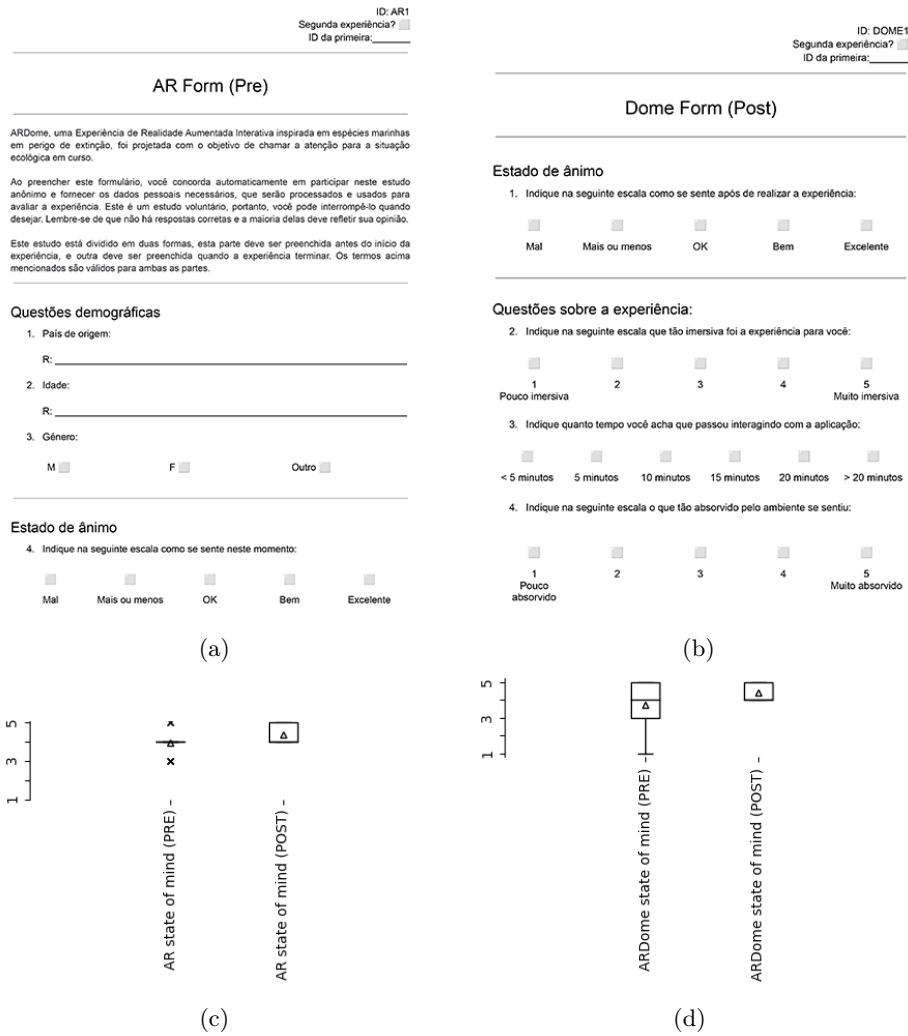 ID: AR1
Segunda experiência?
ID da primeira:______
AR Form (Pre)
ARDome, uma Experiência de Realidade Aumentada Interativa inspirada em espécies marinhas
em perigo de extinção, foi projetada com o objetivo de chamar a atenção para a situação
ecológica em curso.
Ao preencher este formulário, você concorda automaticamente em participar neste estudo
anônimo e fornecer os dados pessoais necessários, que serão processados e usados para
avaliar a experiência. Este é um estudo voluntário, portanto, você pode interrompê-lo quando
desejar. Lembre-se de que não há respostas corretas e a maioria delas deve refletir sua opinião.
Este estudo está dividido em duas formas, esta parte deve ser preenchida antes do início da
experiência, e outra deve ser preenchida quando a experiência terminar. Os termos acima
mencionados são válidos para ambas as partes.
Questões demográficas
1. País de origem:
R:
2. Idade:
R:
3. Gênero:
M F Outro
Estado de ânimo
4. Indique na seguinte escala como se sente neste momento:
Mal Mais ou menos OK Bem Excelente
(a)
ID: DOME1
Segunda experiência?
ID da primeira:______
Dome Form (Post)
Estado de ânimo
1. Indique na seguinte escala como se sente após de realizar a experiência:
Mal Mais ou menos OK Bem Excelente
Questões sobre a experiência:
2. Indique na seguinte escala que tão imersiva foi a experiência para você:
1 2 3 4 5
Pouco imersiva Muito imersiva
3. Indique quanto tempo você acha que passou interagindo com a aplicação:
< 5 minutos 5 minutos 10 minutos 15 minutos 20 minutos > 20 minutos
4. Indique na seguinte escala o que tão absorvido pelo ambiente se sentiu:
1 2 3 4 5
Pouco Muito absorvido
absorvido
(b)
5
3
1
AR state of mind (PRE)
AR state of mind (POST)
(c)
5
3
1
ARDome state of mind (PRE)
ARDome state of mind (POST)
(d)